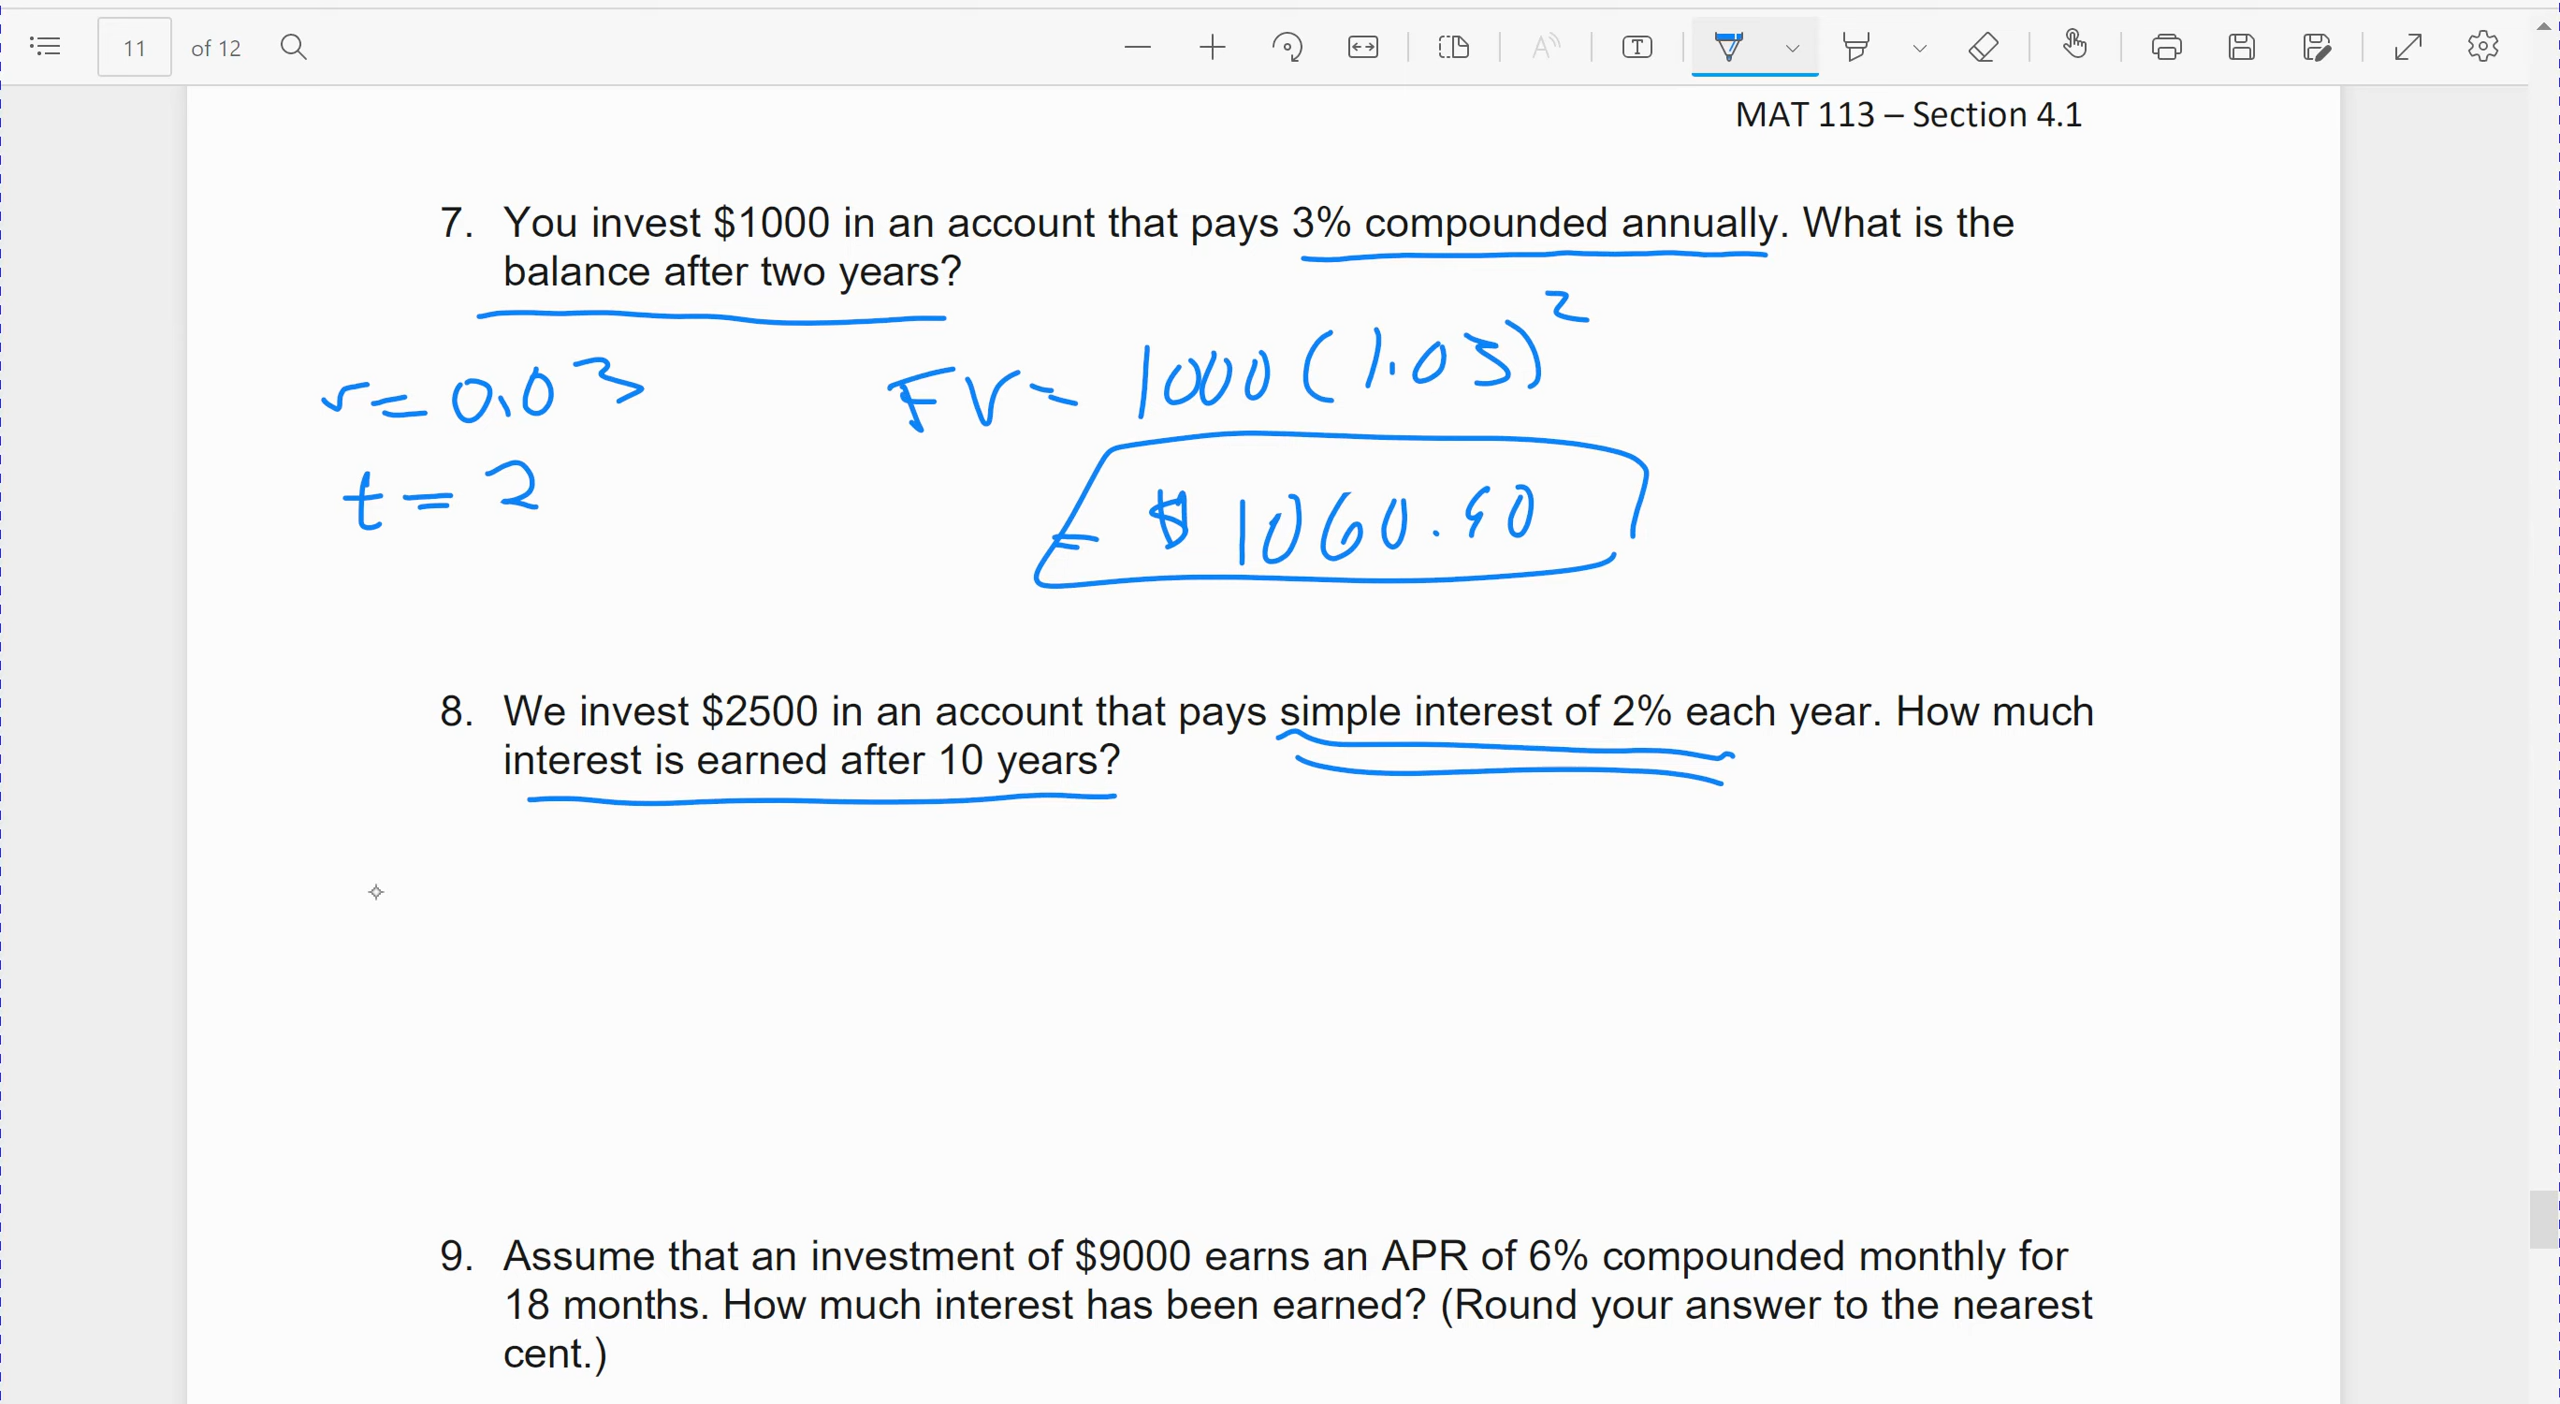 11 of 12
MAT 113 – Section 4.1
7. You invest $1000 in an account that pays 3% compounded annually. What is the
balance after two years?
r = 0.03
FV = 1000 (1.03)²
t = 2
= $ 1060.90
8. We invest $2500 in an account that pays simple interest of 2% each year. How much
interest is earned after 10 years?
9. Assume that an investment of $9000 earns an APR of 6% compounded monthly for
18 months. How much interest has been earned? (Round your answer to the nearest
cent.)